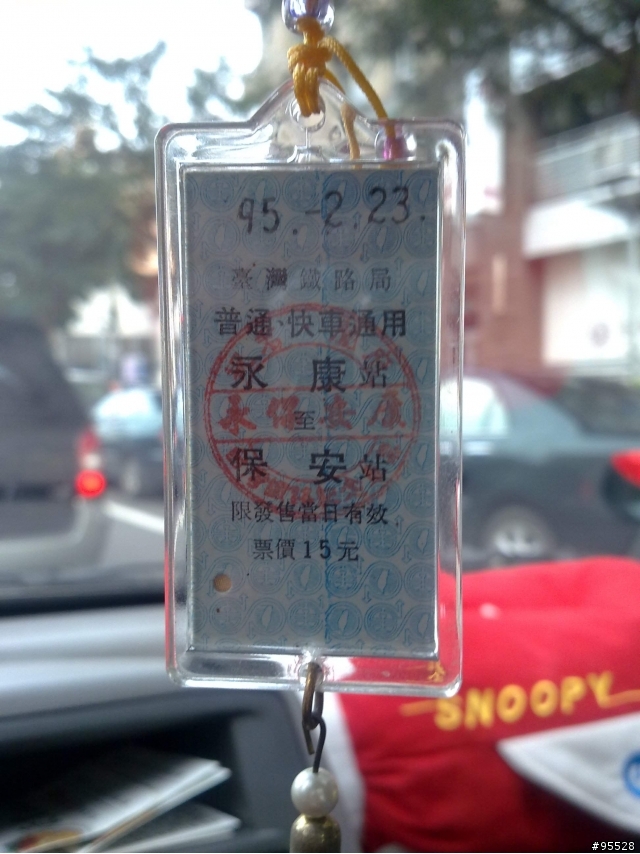 95.-2.23.
臺灣鐵路局
普通、快車通用
永康站
永保安康
至
保安站
限發售當日有效
票價15元
SNOOPY
#95528